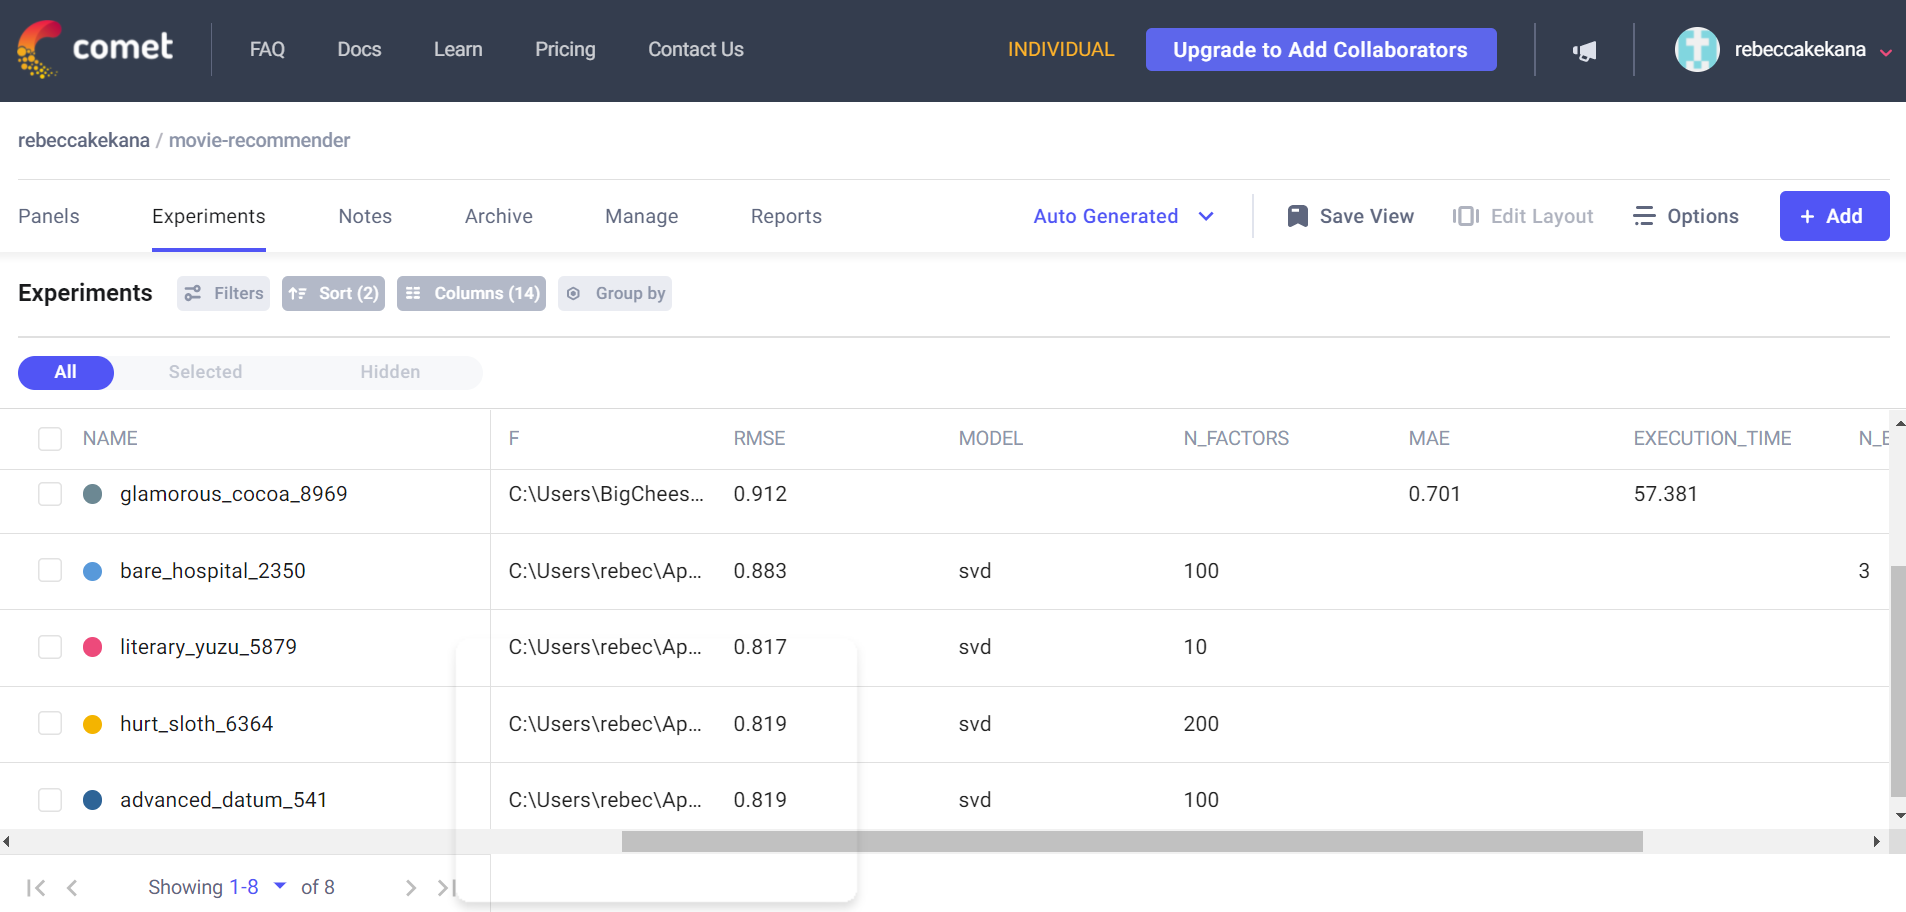 comet FAQ Docs Learn Pricing Contact Us INDIVIDUAL Upgrade to Add Collaborators rebeccakekana
rebeccakekana / movie-recommender
Panels Experiments Notes Archive Manage Reports Auto Generated Save View Edit Layout Options + Add
Experiments Filters Sort (2) Columns (14) Group by
All Selected Hidden
NAME F RMSE MODEL N_FACTORS MAE EXECUTION_TIME N_E
glamorous_cocoa_8969 C:\Users\BigChees... 0.912 0.701 57.381
bare_hospital_2350 C:\Users\rebec\Ap... 0.883 svd 100 3
literary_yuzu_5879 C:\Users\rebec\Ap... 0.817 svd 10
hurt_sloth_6364 C:\Users\rebec\Ap... 0.819 svd 200
advanced_datum_541 C:\Users\rebec\Ap... 0.819 svd 100
Showing 1-8 of 8